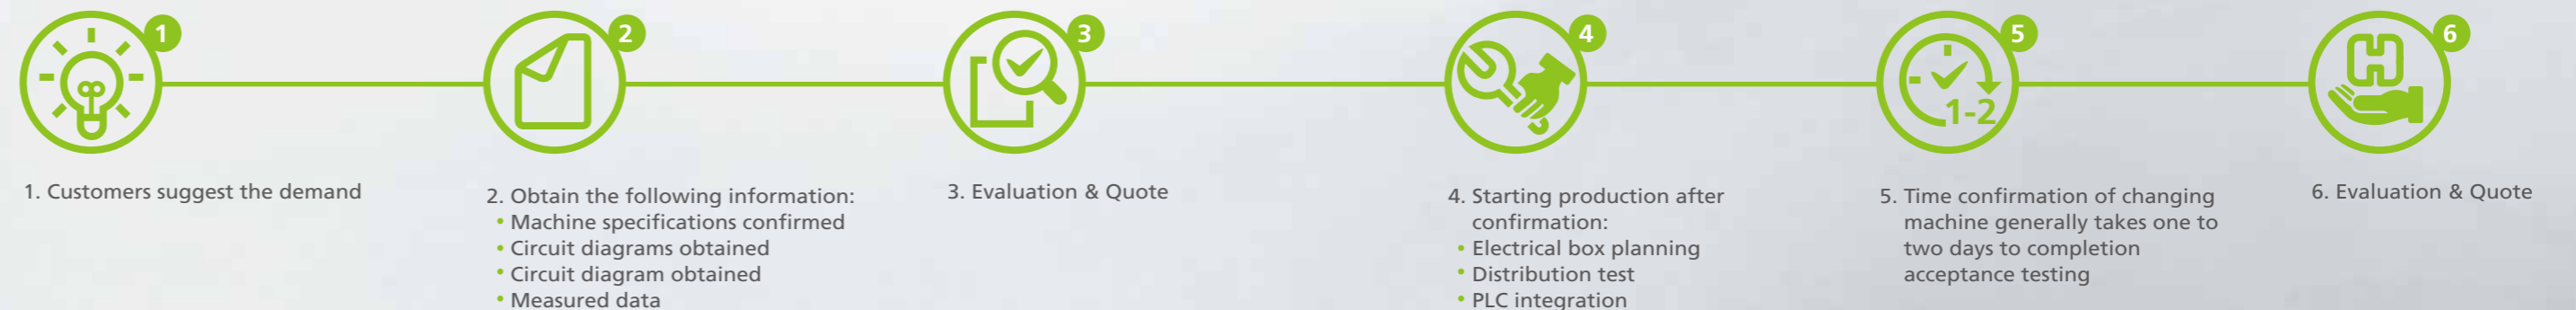 1
2
3
4
5
1-2
6
1. Customers suggest the demand
2. Obtain the following information:
• Machine specifications confirmed
• Circuit diagrams obtained
• Circuit diagram obtained
• Measured data
3. Evaluation & Quote
4. Starting production after
confirmation:
• Electrical box planning
• Distribution test
• PLC integration
5. Time confirmation of changing
machine generally takes one to
two days to completion
acceptance testing
6. Evaluation & Quote